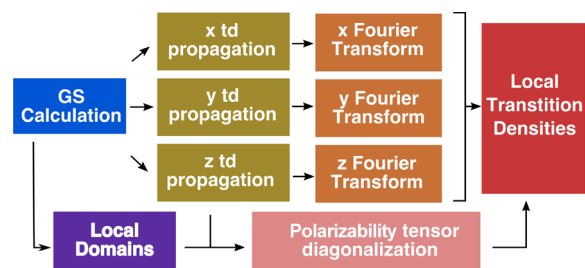 x td
propagation
x Fourier
Transform
GS
Calculation
y td
propagation
y Fourier
Transform
Local
Transtition
Densities
z td
propagation
z Fourier
Transform
Local
Domains
Polarizability tensor
diagonalization